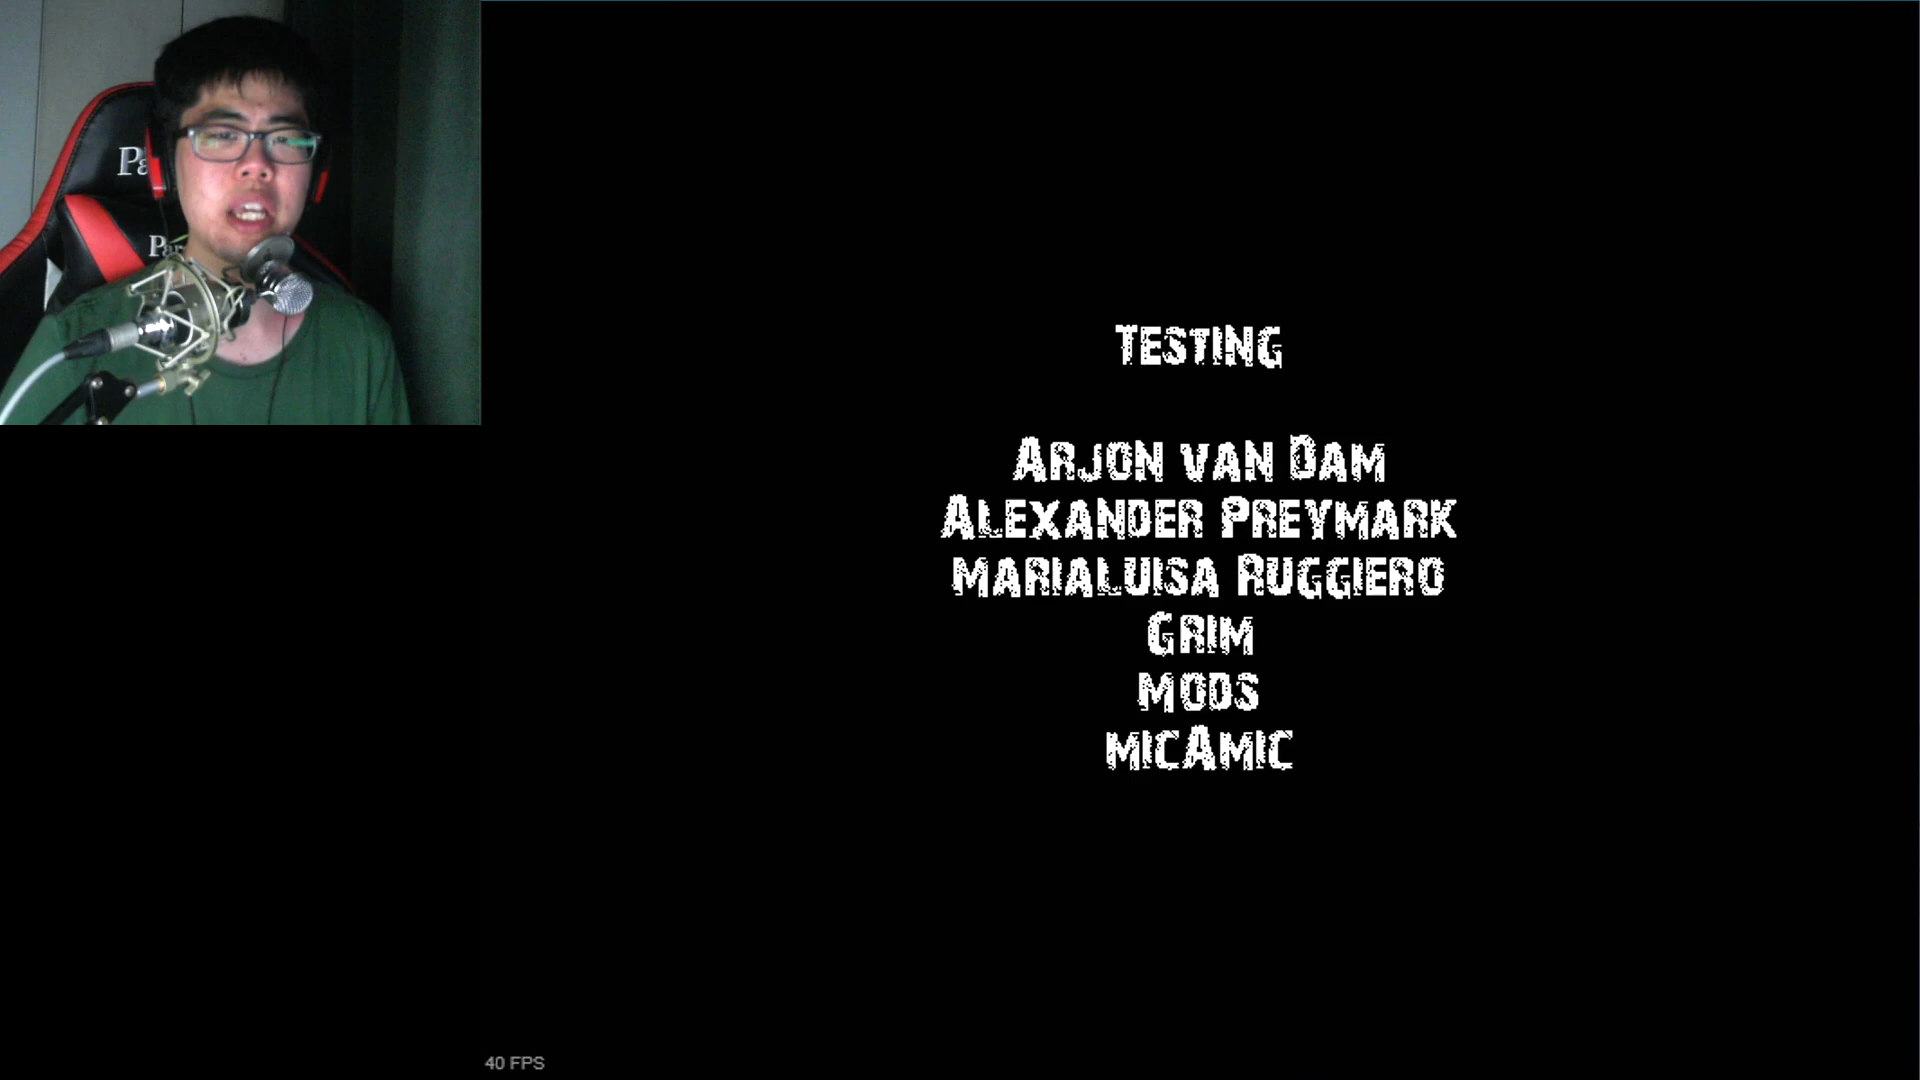 TESTING
ARJON VAN DAM
ALEXANDER PREYMARK
MARIALUISA RUGGIERO
GRIM
MODS
MICAMIC
40 FPS